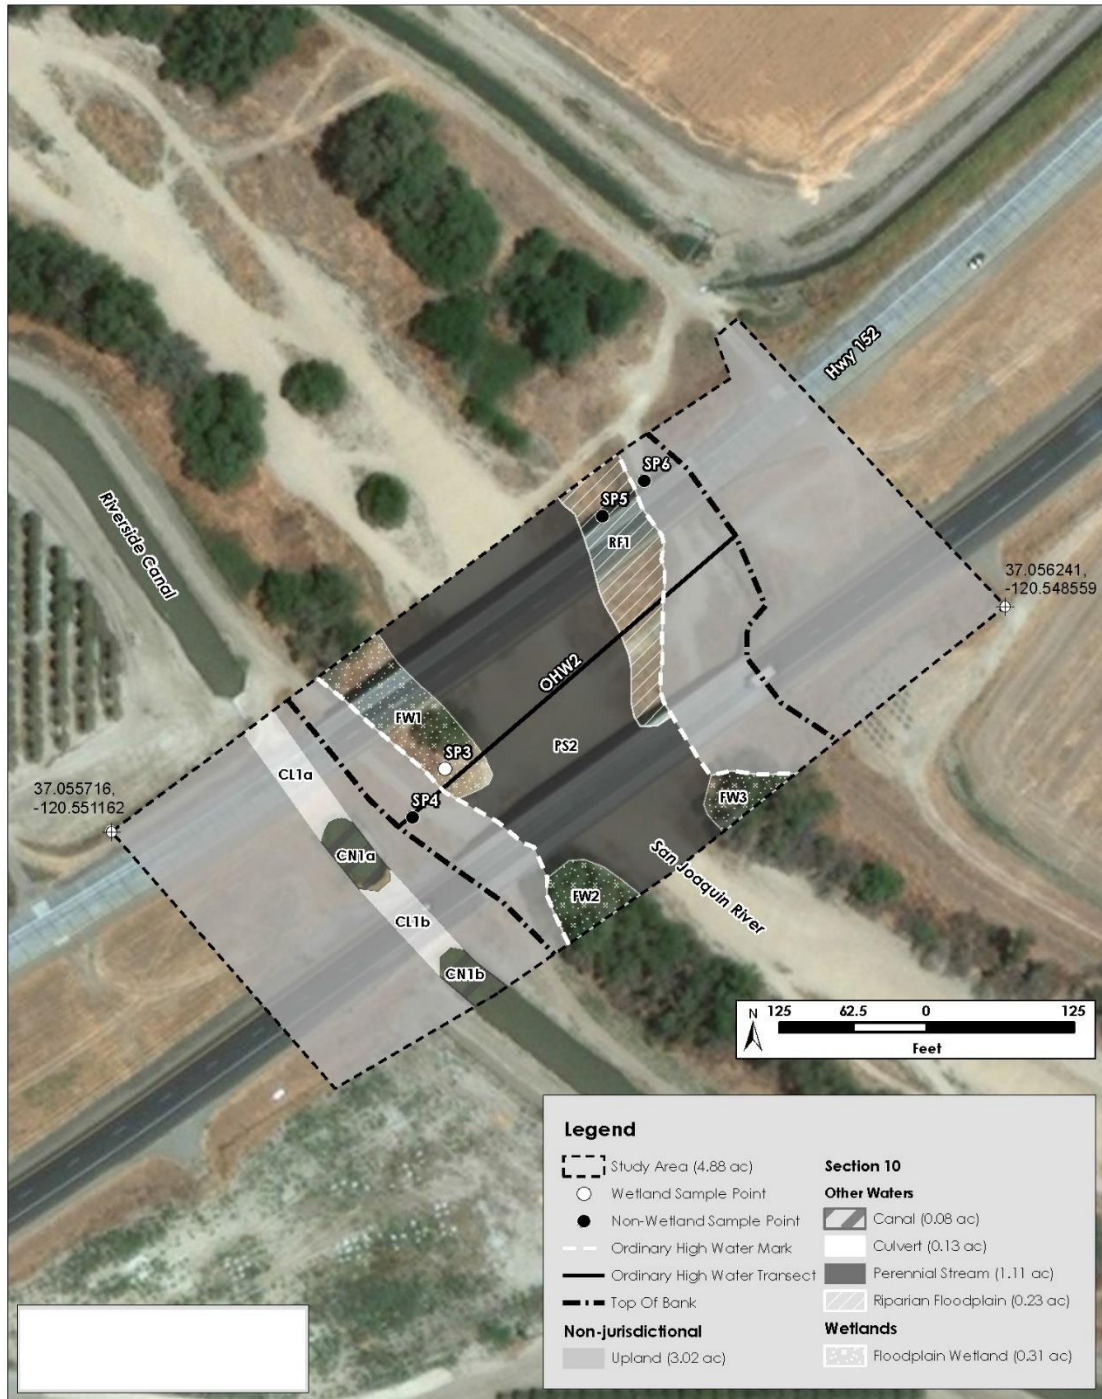 Hwy 152
SP6
SP5
RF1
Riverside Canal
37.056241,
-120.548559
OHW2
FW1
PS2
SP3
CL1a
37.055716,
-120.551162
SP4
FW3
CN1a
San Joaquin River
FW2
CL1b
CN1b
N 125 62.5 0 125
Feet
Legend
Study Area (4.88 ac)
Wetland Sample Point
Non-Wetland Sample Point
Ordinary High Water Mark
Ordinary High Water Transect
Top Of Bank
Non-jurisdictional
Upland (3.02 ac)
Section 10
Other Waters
Canal (0.08 ac)
Culvert (0.13 ac)
Perennial Stream (1.11 ac)
Riparian Floodplain (0.23 ac)
Wetlands
Floodplain Wetland (0.31 ac)